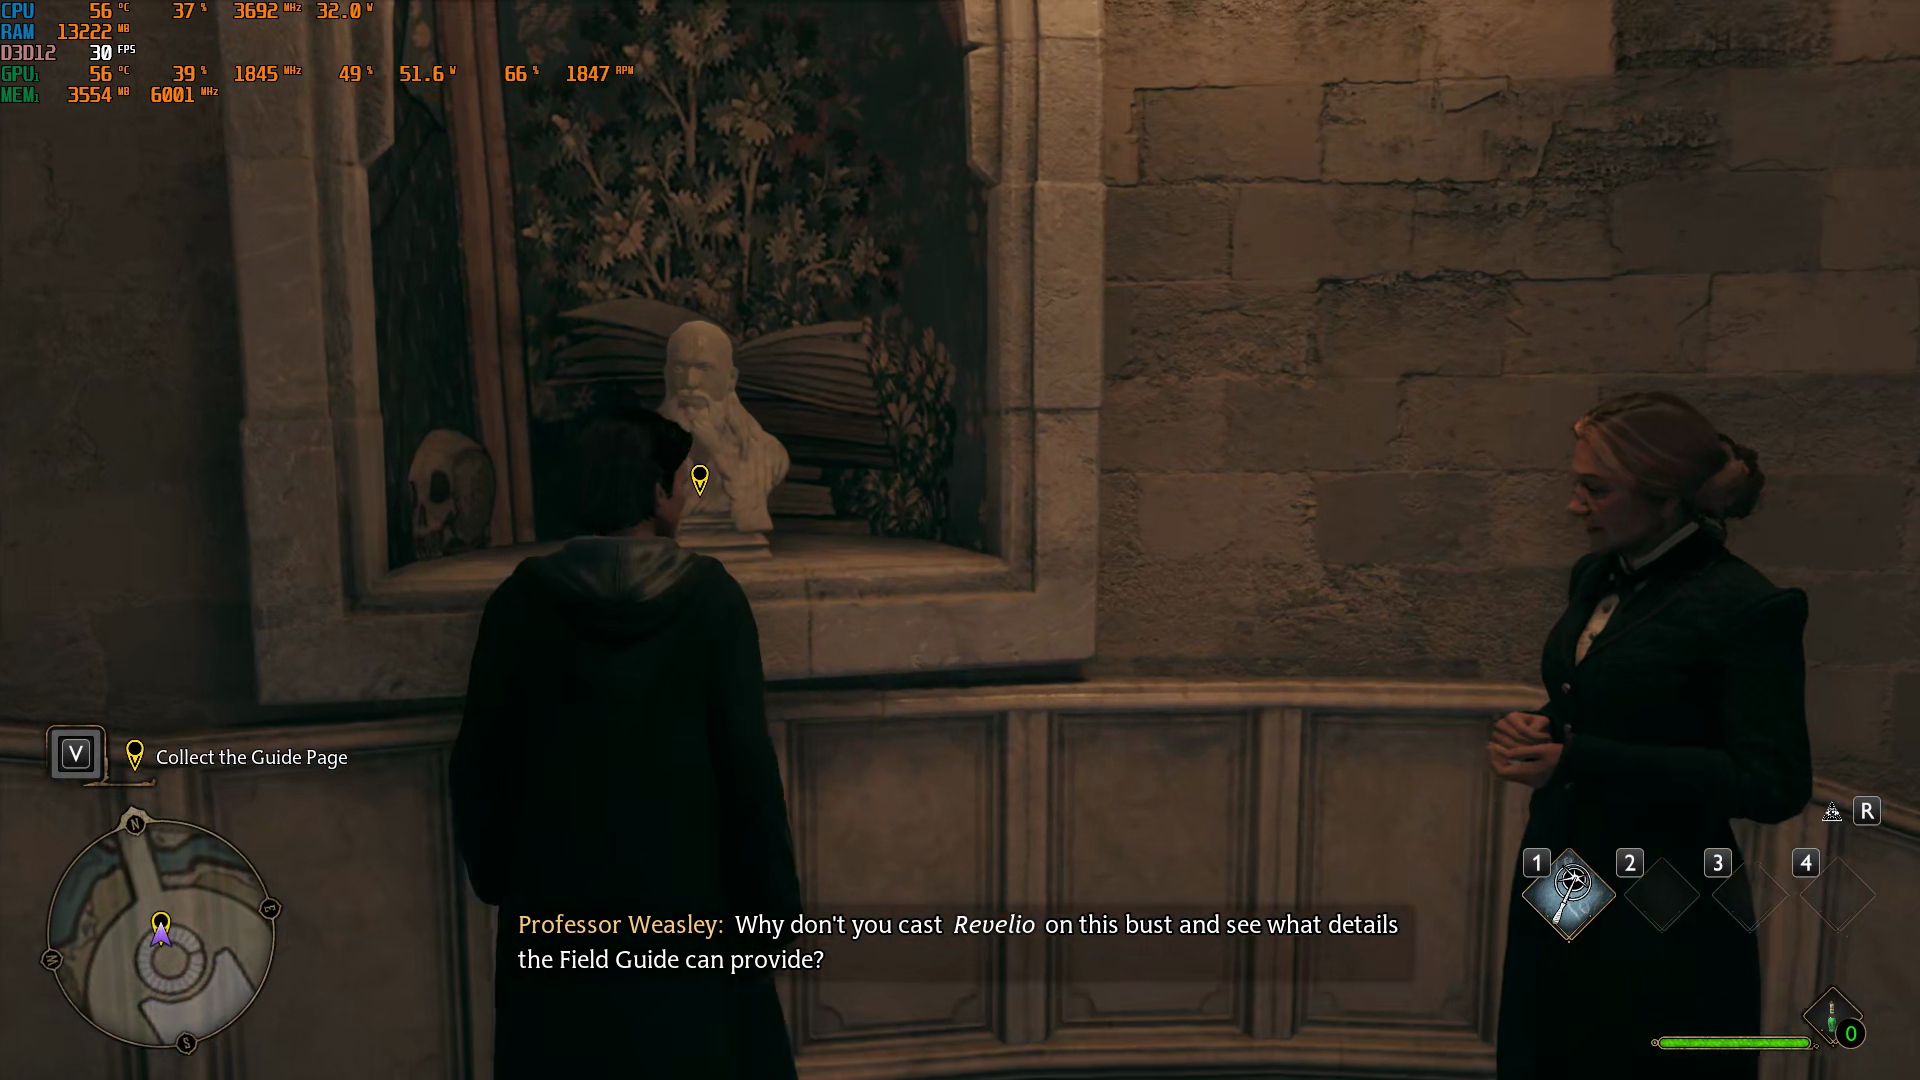 CPU 56 °C 37 % 3692 MHz 32.0 W
RAM 13222 MB
D3D12 30 FPS
GPU1 56 °C 39 % 1845 MHz 49 % 51.6 W 66 % 1847 RPM
MEM1 3554 MB 6001 MHz
V Collect the Guide Page
N
E
W
S
R
1 2 3 4
Professor Weasley: Why don't you cast Revelio on this bust and see what details
the Field Guide can provide?
0